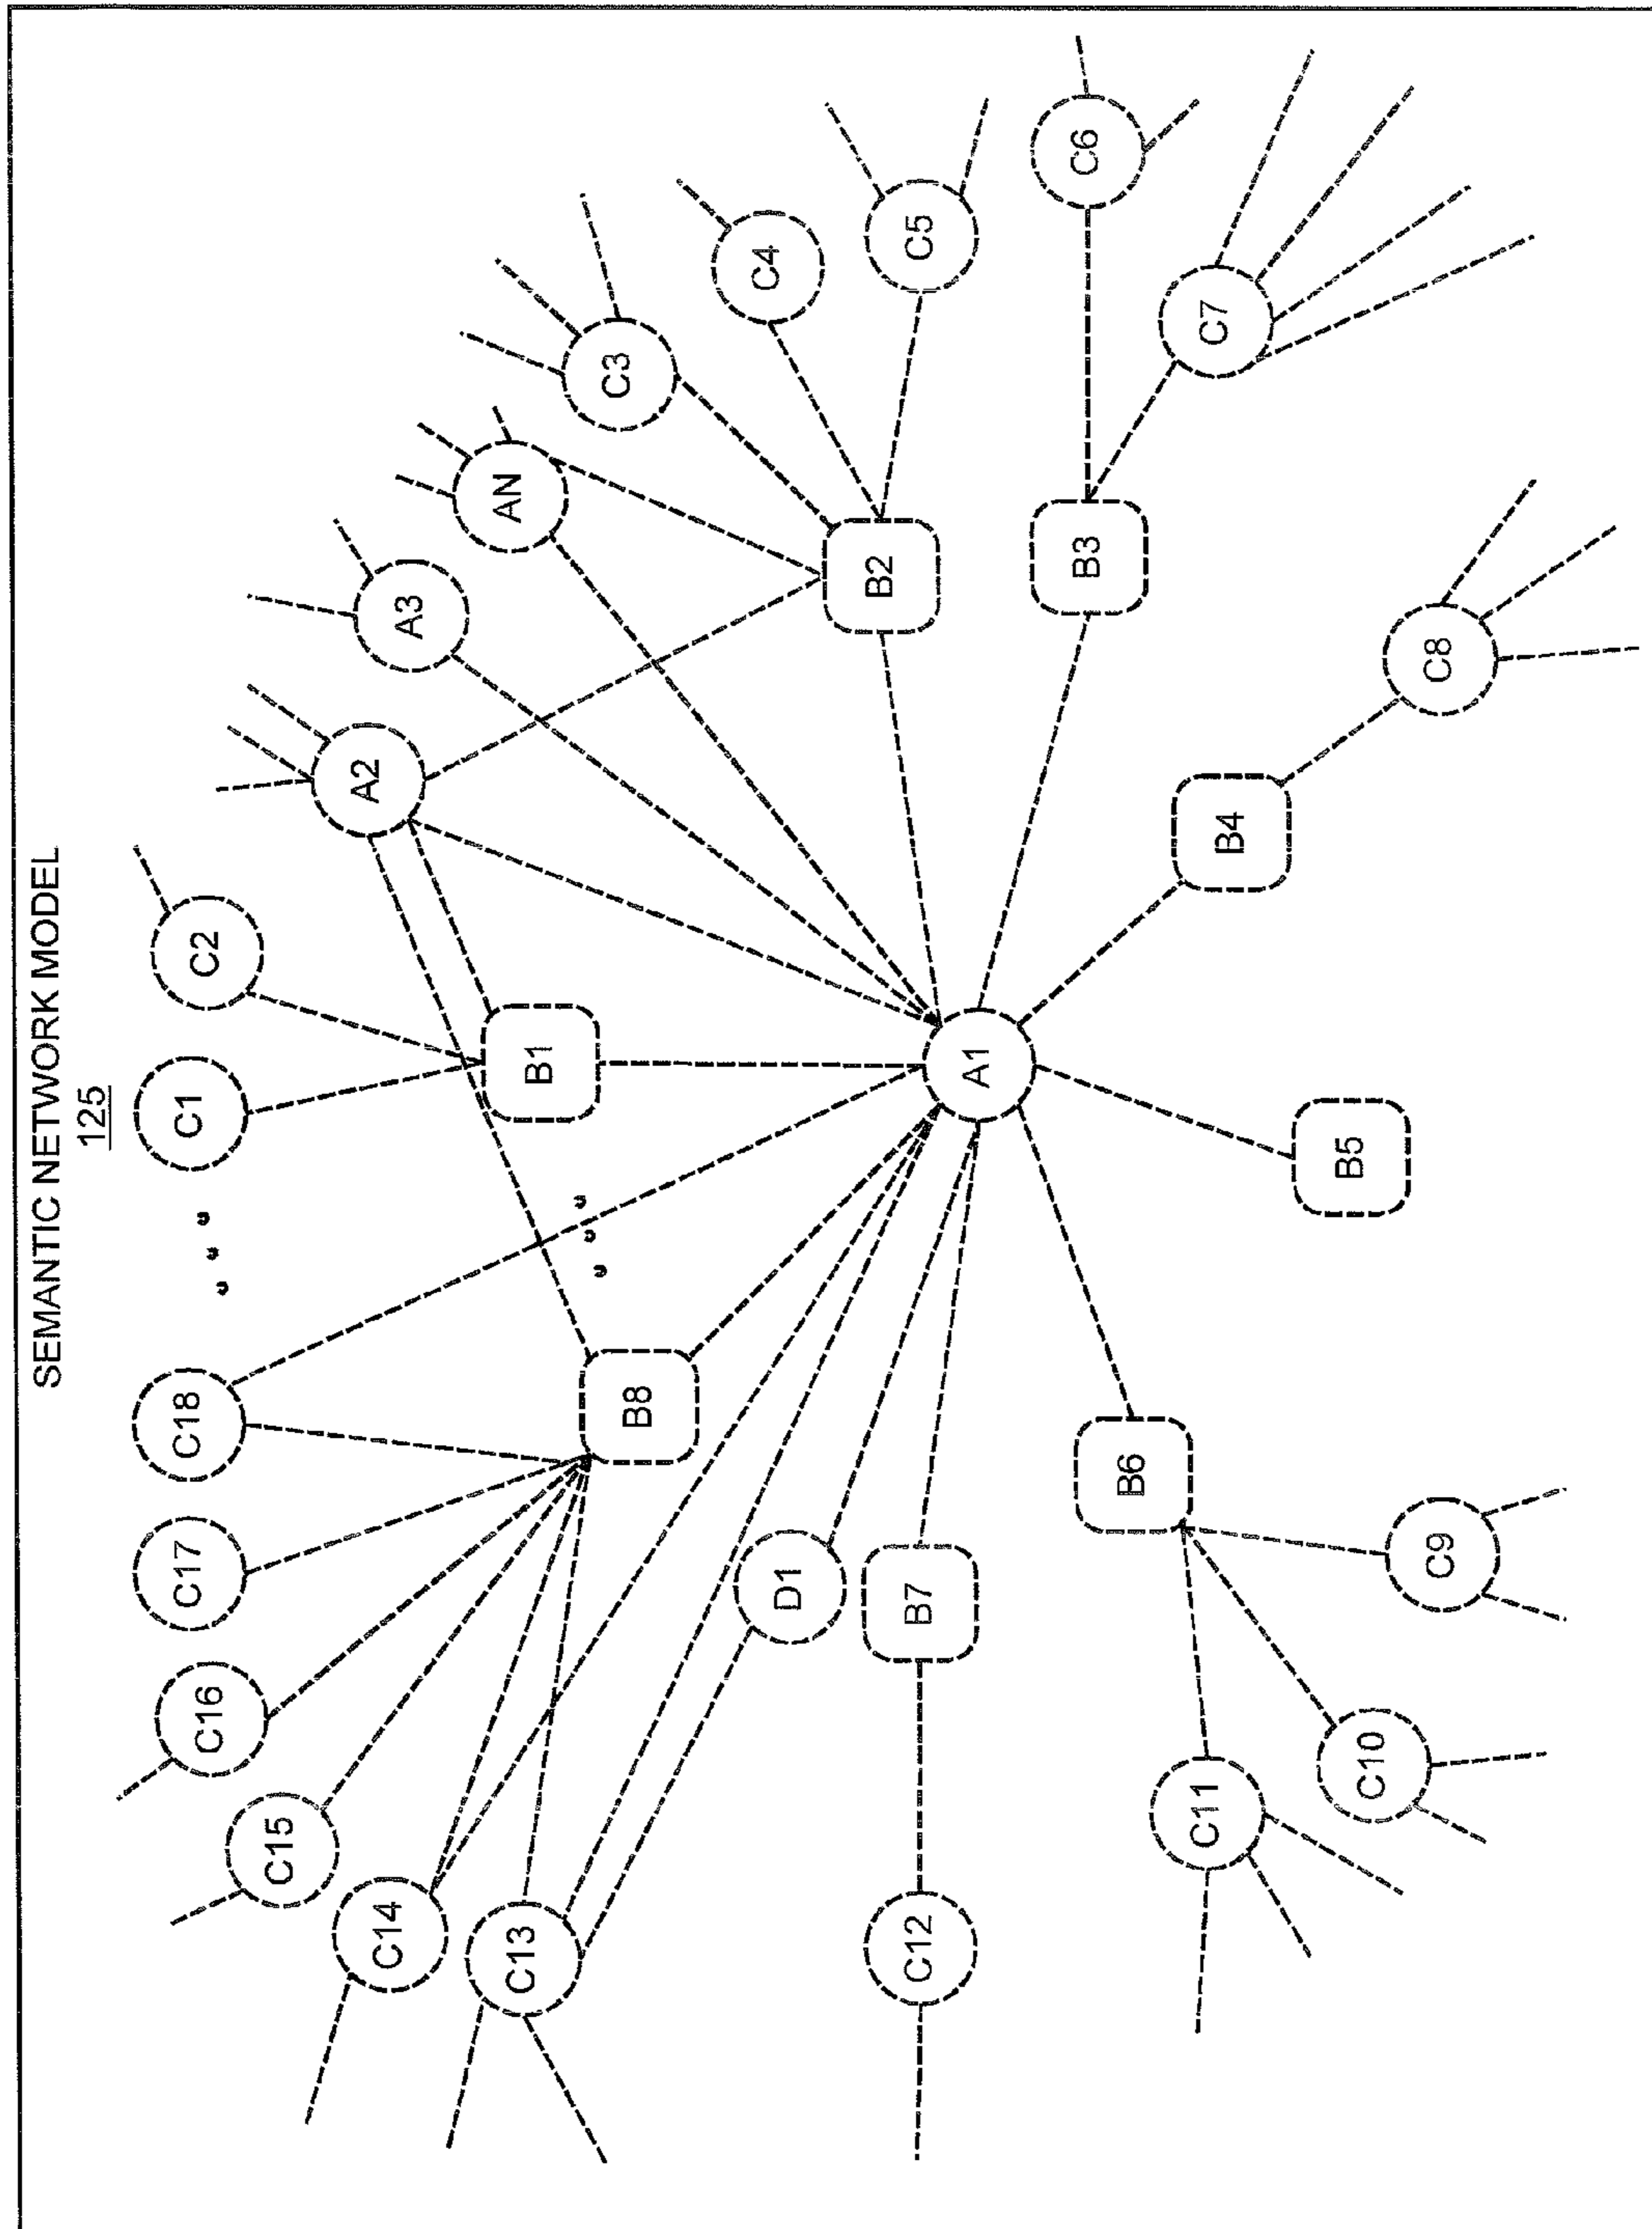 SEMANTIC NETWORK MODEL
125
C18
C1
C2
C17
C16
C15
C14
C13
A2
A3
AN
C3
C4
C5
C6
B8
B1
D1
B2
B7
C12
A1
B3
C7
B6
B4
C11
C10
C9
B5
C8